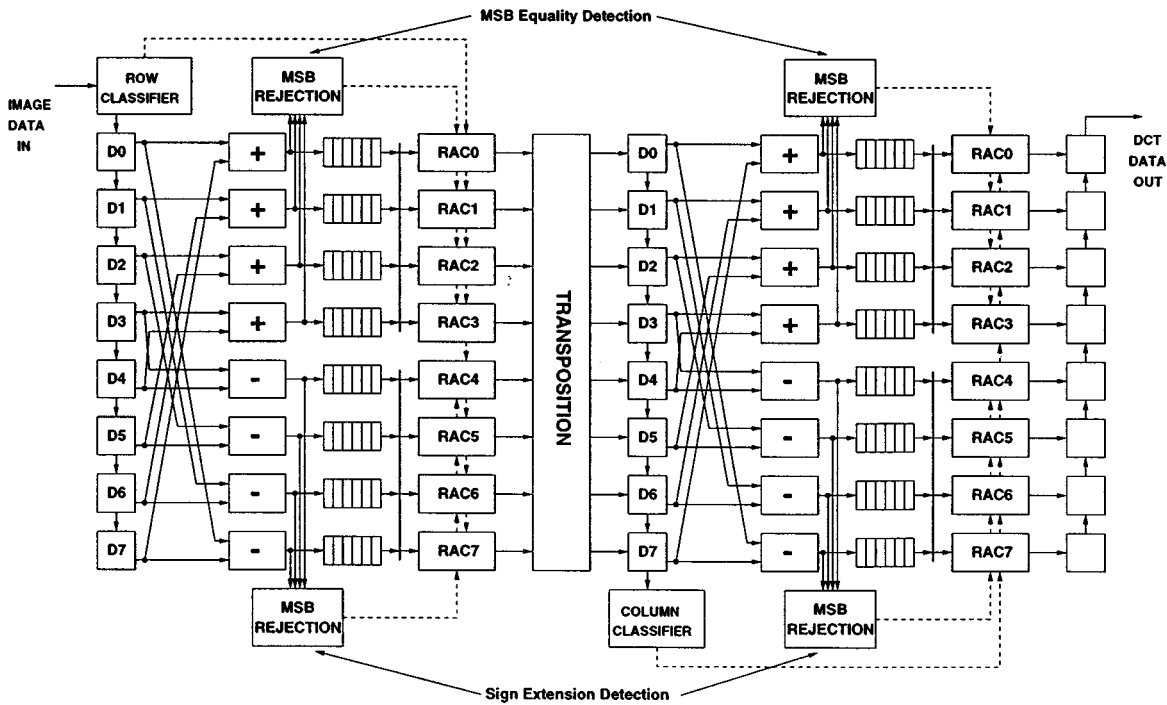 MSB Equality Detection
ROW
CLASSIFIER
MSB
REJECTION
MSB
REJECTION
IMAGE
DATA
IN
DCT
DATA
OUT
D0
+
RAC0
D0
+
RAC0
D1
+
RAC1
D1
+
RAC1
D2
+
RAC2
D2
+
RAC2
D3
+
RAC3
D3
+
RAC3
TRANSPOSITION
D4
-
RAC4
D4
-
RAC4
D5
-
RAC5
D5
-
RAC5
D6
-
RAC6
D6
-
RAC6
D7
-
RAC7
D7
-
RAC7
MSB
REJECTION
COLUMN
CLASSIFIER
MSB
REJECTION
Sign Extension Detection